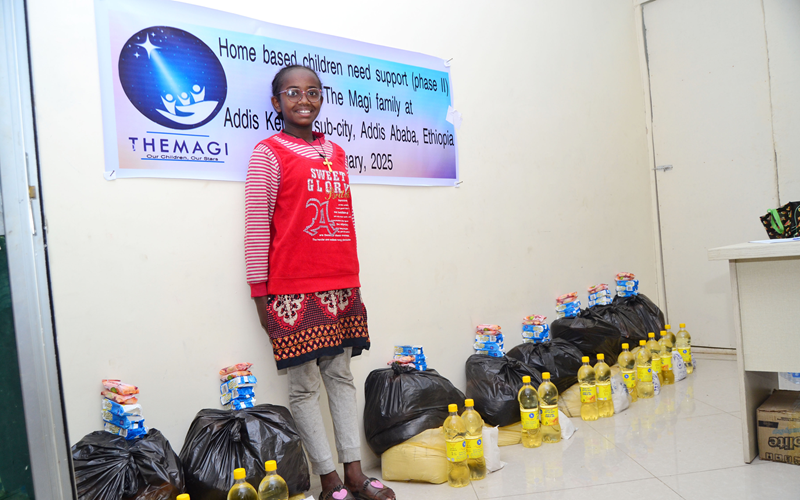 Home based children need support (phase II)
The Magi family at
Addis Ke sub-city, Addis Ababa, Ethiopia
ary, 2025
THEMAGI
Our Children, Our Stars
SWEET
GLORY
A